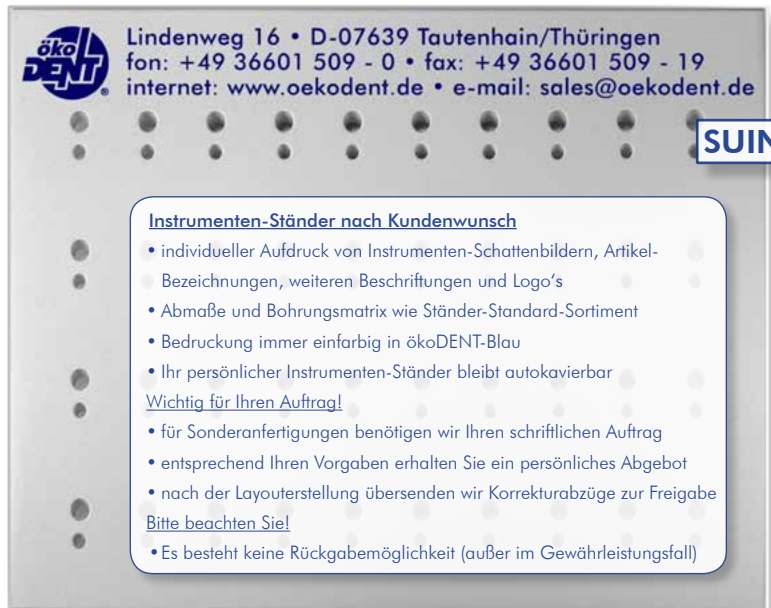 öko
DENT
®
Lindenweg 16 • D-07639 Tautenhain/Thüringen
fon: +49 36601 509 - 0 • fax: +49 36601 509 - 19
internet: www.oekodent.de • e-mail: sales@oekodent.de
SUIN
Instrumenten-Ständer nach Kundenwunsch
• individueller Aufdruck von Instrumenten-Schattenbildern, Artikel-
Bezeichnungen, weiteren Beschriftungen und Logo‘s
• Abmaße und Bohrungsmatrix wie Ständer-Standard-Sortiment
• Bedruckung immer einfarbig in ökoDENT-Blau
• Ihr persönlicher Instrumenten-Ständer bleibt autokavierbar
Wichtig für Ihren Auftrag!
• für Sonderanfertigungen benötigen wir Ihren schriftlichen Auftrag
• entsprechend Ihren Vorgaben erhalten Sie ein persönliches Abgebot
• nach der Layouterstellung übersenden wir Korrekturabzüge zur Freigabe
Bitte beachten Sie!
• Es besteht keine Rückgabemöglichkeit (außer im Gewährleistungsfall)